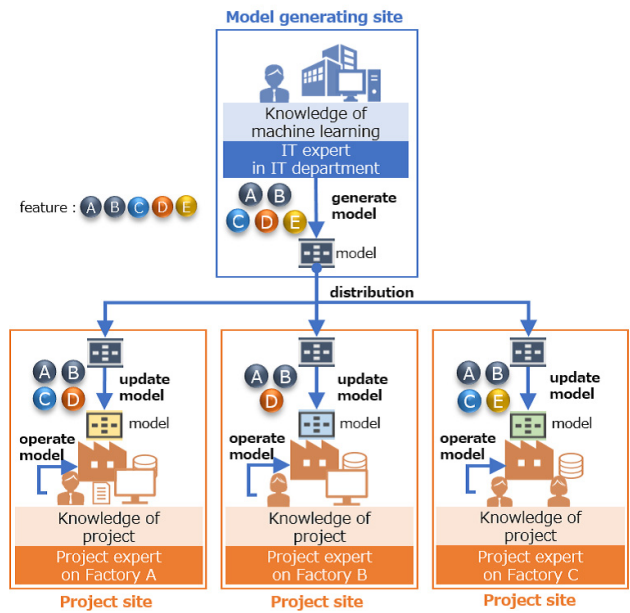 Model generating site
Knowledge of
machine learning
IT expert
in IT department
feature : A B C D E
A B
C D E
generate
model
model
distribution
A B
C D
update
model
model
operate
model
Knowledge of
project
Project expert
on Factory A
Project site
A B
D
update
model
model
operate
model
Knowledge of
project
Project expert
on Factory B
Project site
A B
C E
update
model
model
operate
model
Knowledge of
project
Project expert
on Factory C
Project site